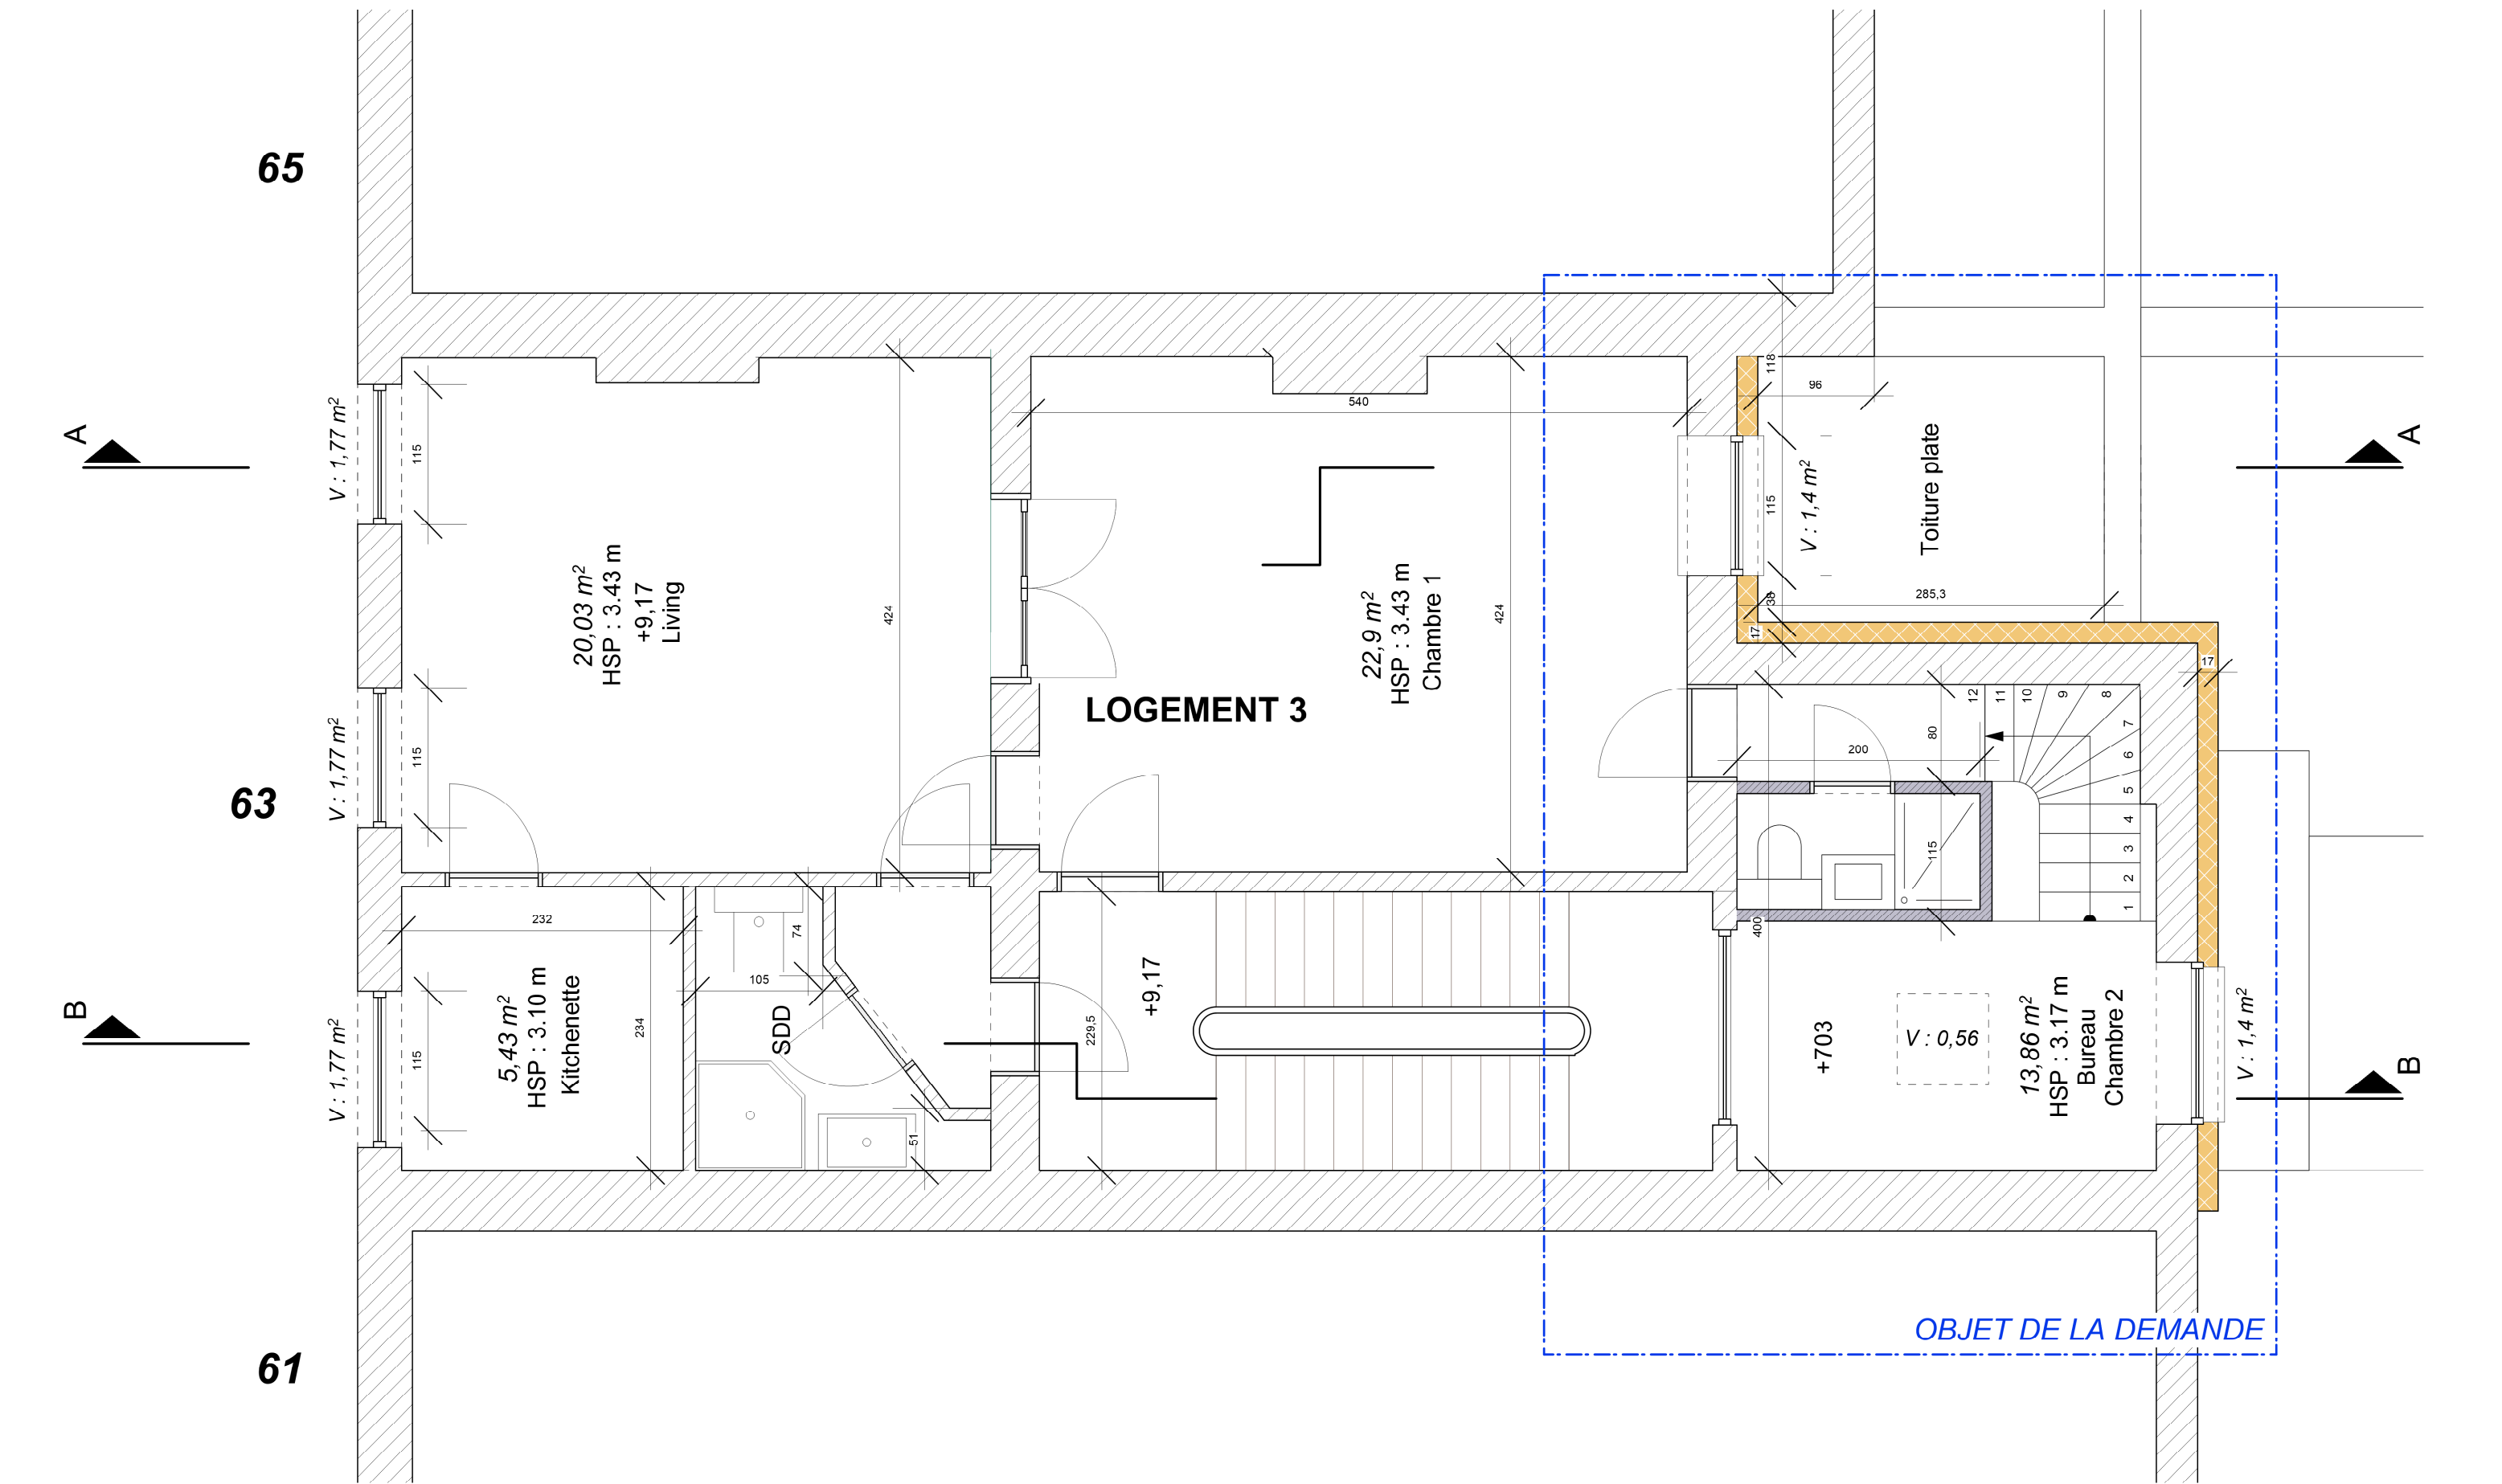 65
63
61
A
A
B
B
V : 1,77 m²
115
V : 1,77 m²
115
V : 1,77 m²
115
20,03 m²
HSP : 3.43 m
+9,17
Living
424
540
22,9 m²
HSP : 3.43 m
Chambre 1
424
LOGEMENT 3
118
96
115
V : 1,4 m²
Toiture plate
38
285,3
17
17
12
11
10
9
8
7
6
5
4
3
2
1
200
80
115
400
232
234
5,43 m²
HSP : 3.10 m
Kitchenette
74
105
SDD
51
229,5
+9,17
+703
V : 0,56
13,86 m²
HSP : 3.17 m
Bureau
Chambre 2
V : 1,4 m²
OBJET DE LA DEMANDE